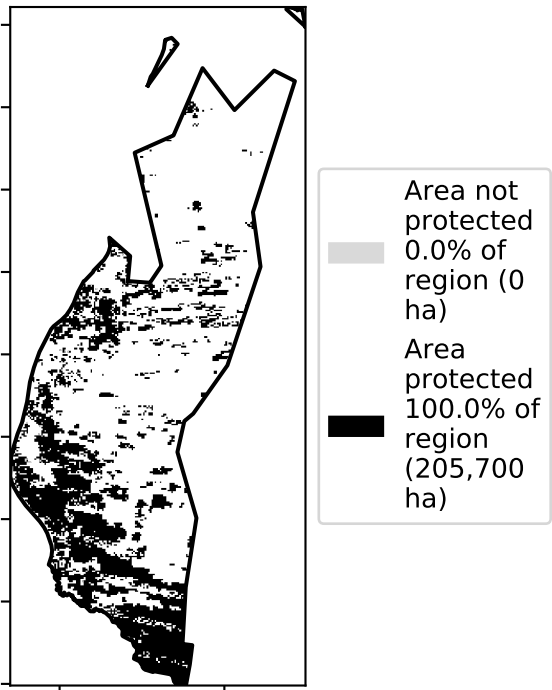 Area not
protected
0.0% of
region (0
ha)
Area
protected
100.0% of
region
(205,700
ha)